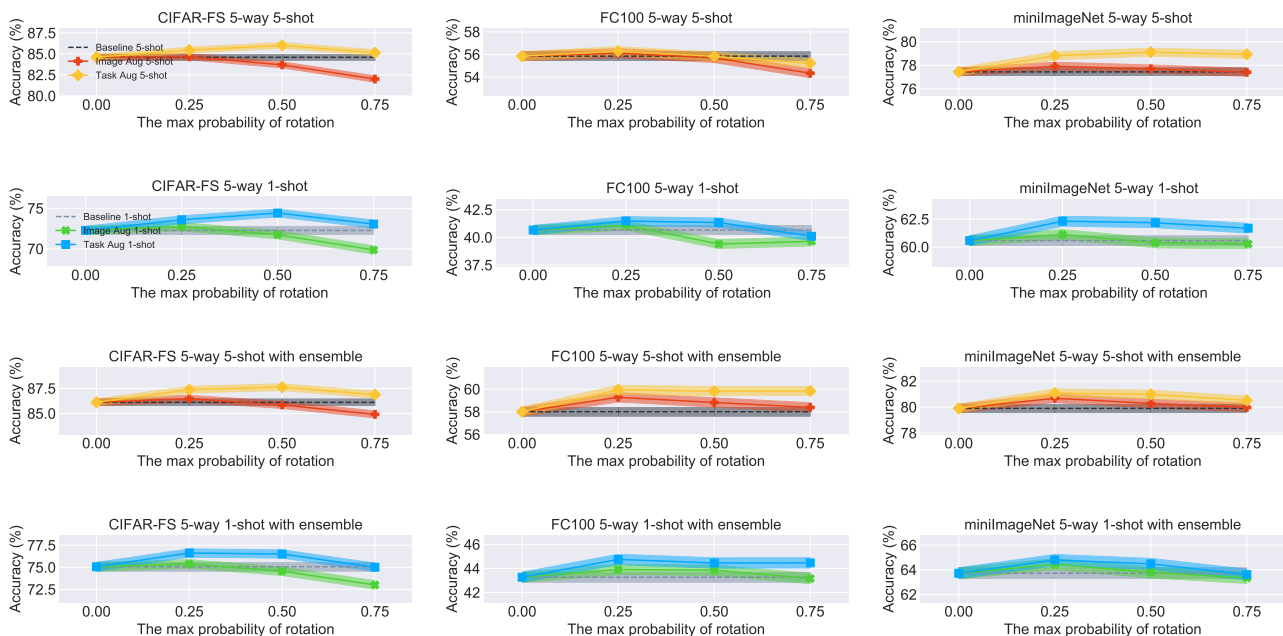 CIFAR-FS 5-way 5-shot
Accuracy (%)
87.5
85.0
82.5
80.0
Baseline 5-shot
Image Aug 5-shot
Task Aug 5-shot
0.00 0.25 0.50 0.75
The max probability of rotation
FC100 5-way 5-shot
Accuracy (%)
58
56
54
0.00 0.25 0.50 0.75
The max probability of rotation
miniImageNet 5-way 5-shot
Accuracy (%)
80
78
76
0.00 0.25 0.50 0.75
The max probability of rotation
CIFAR-FS 5-way 1-shot
Accuracy (%)
75
70
Baseline 1-shot
Image Aug 1-shot
Task Aug 1-shot
0.00 0.25 0.50 0.75
The max probability of rotation
FC100 5-way 1-shot
Accuracy (%)
42.5
40.0
37.5
0.00 0.25 0.50 0.75
The max probability of rotation
miniImageNet 5-way 1-shot
Accuracy (%)
62.5
60.0
0.00 0.25 0.50 0.75
The max probability of rotation
CIFAR-FS 5-way 5-shot with ensemble
Accuracy (%)
87.5
85.0
0.00 0.25 0.50 0.75
The max probability of rotation
FC100 5-way 5-shot with ensemble
Accuracy (%)
60
58
56
0.00 0.25 0.50 0.75
The max probability of rotation
miniImageNet 5-way 5-shot with ensemble
Accuracy (%)
82
80
78
0.00 0.25 0.50 0.75
The max probability of rotation
CIFAR-FS 5-way 1-shot with ensemble
Accuracy (%)
77.5
75.0
72.5
0.00 0.25 0.50 0.75
The max probability of rotation
FC100 5-way 1-shot with ensemble
Accuracy (%)
46
44
42
0.00 0.25 0.50 0.75
The max probability of rotation
miniImageNet 5-way 1-shot with ensemble
Accuracy (%)
66
64
62
0.00 0.25 0.50 0.75
The max probability of rotation